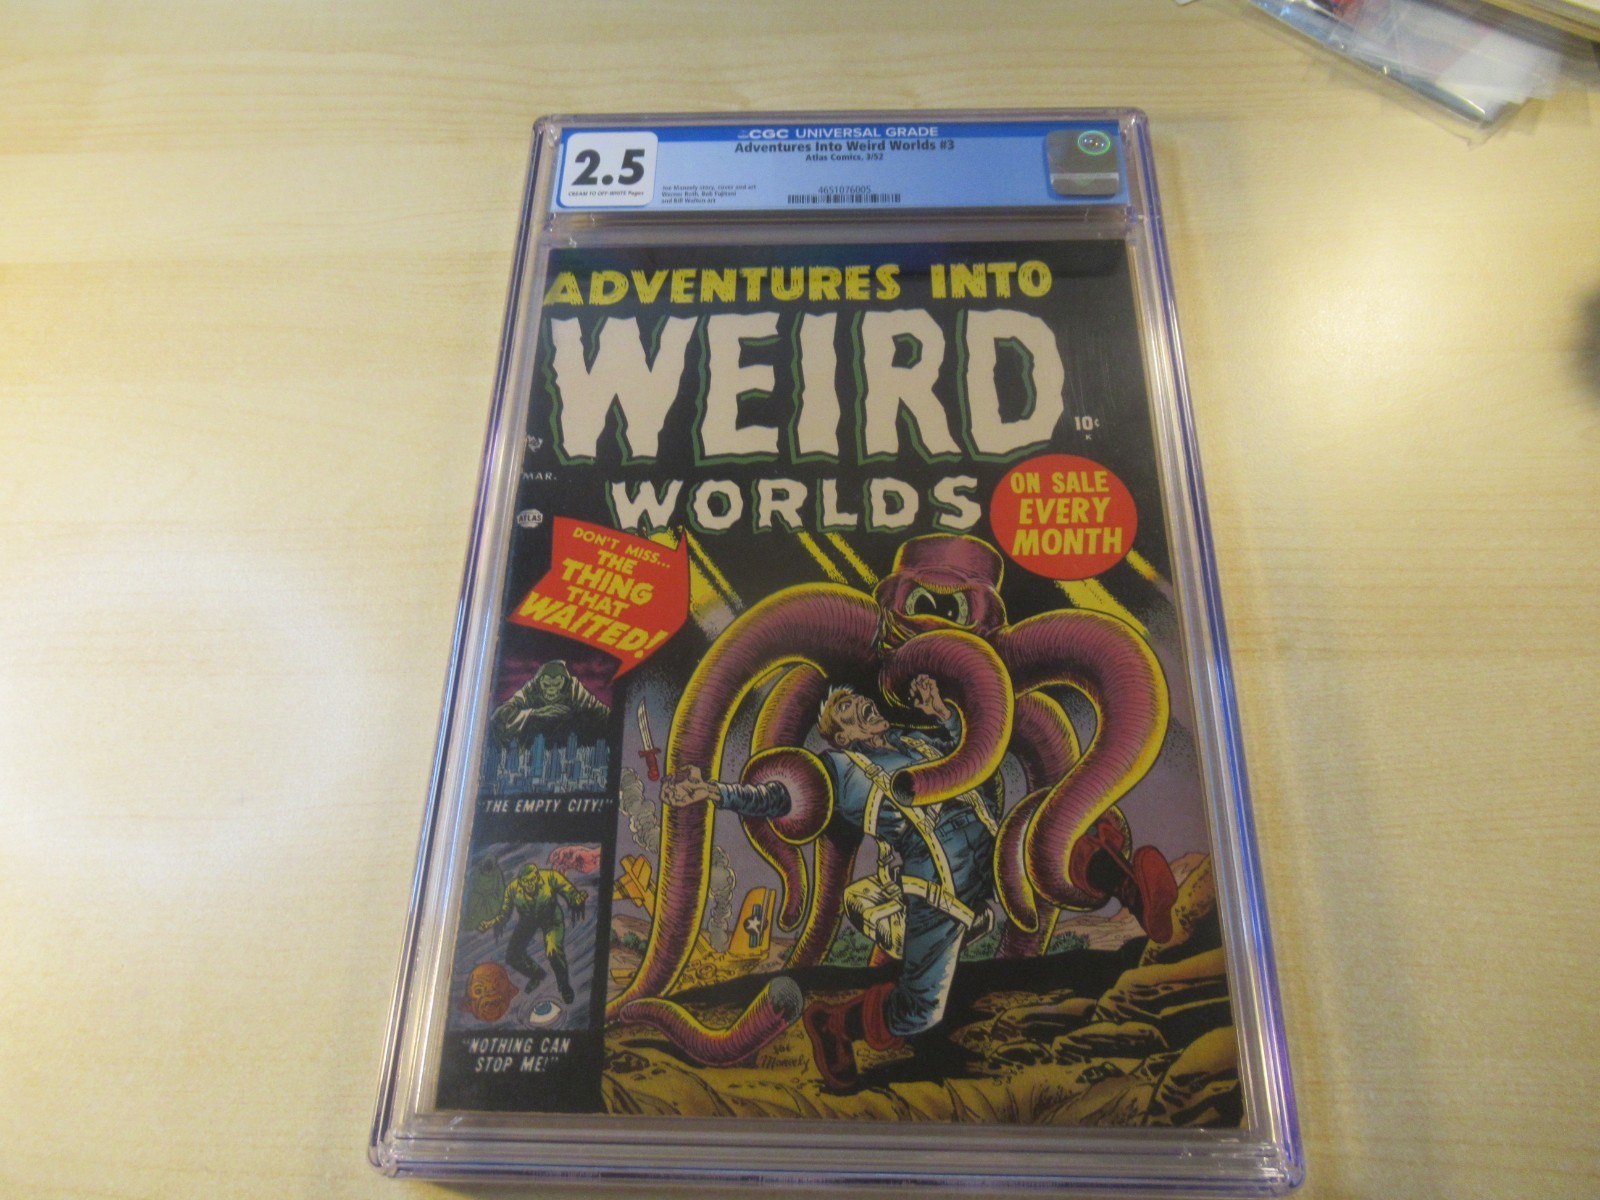 CGC UNIVERSAL GRADE
2.5
CREAM TO OFF-WHITE Pages
Adventures Into Weird Worlds #3
Atlas Comics, 3/52
Joe Maneely story, cover and art
Werner Roth, Bob Fujitani
and Bill Walton art
4651076005
ADVENTURES INTO
WEIRD
WORLDS
10¢
K
MAR.
ATLAS
ON SALE
EVERY
MONTH
DON'T MISS...
THE
THING
THAT
WAITED!
"THE EMPTY CITY!"
"NOTHING CAN
STOP ME!"
Joe
Maneely